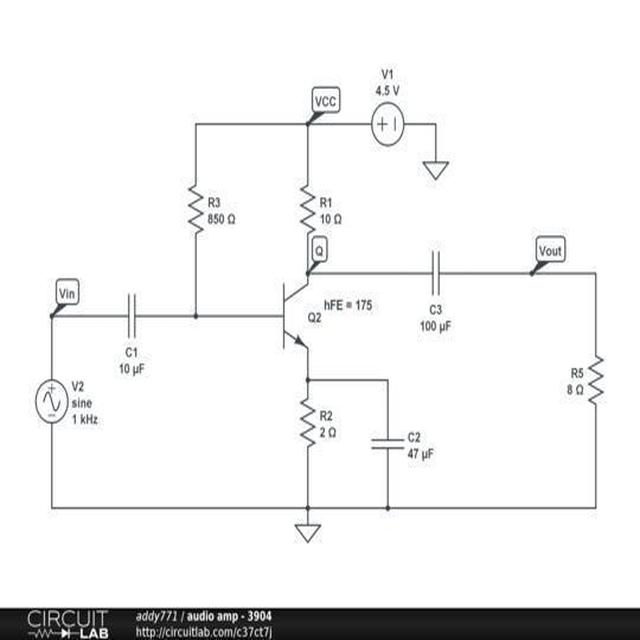 V1
4.5 V
VCC
R3
850 Ω
R1
10 Ω
Q
Vout
Vin
hFE = 175
Q2
C3
100 µF
C1
10 µF
R5
8 Ω
V2
sine
1 kHz
R2
2 Ω
C2
47 µF
CIRCUIT
LAB
addy771 / audio amp - 3904
http://circuitlab.com/c37ct7j